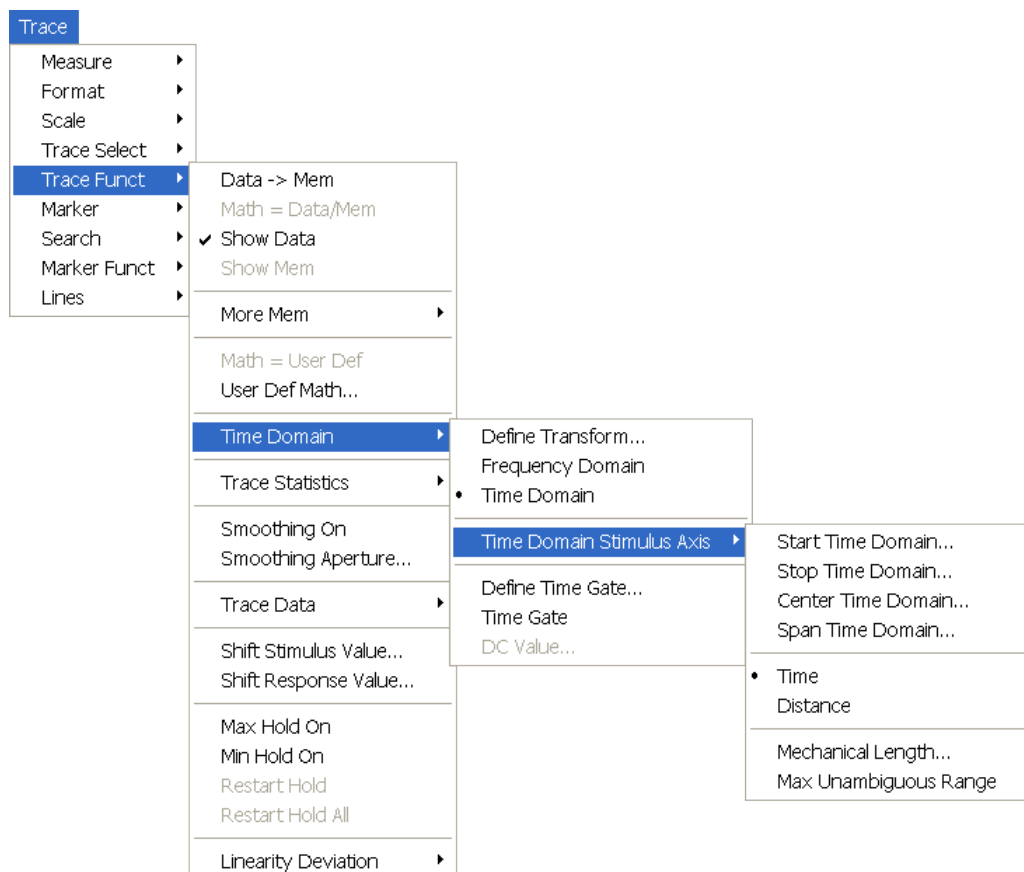 Trace
Measure
Format
Scale
Trace Select
Trace Funct
Marker
Search
Marker Funct
Lines
Data -> Mem
Math = Data/Mem
Show Data
Show Mem
More Mem
Math = User Def
User Def Math...
Time Domain
Trace Statistics
Smoothing On
Smoothing Aperture...
Trace Data
Shift Stimulus Value...
Shift Response Value...
Max Hold On
Min Hold On
Restart Hold
Restart Hold All
Linearity Deviation
Define Transform...
Frequency Domain
Time Domain
Time Domain Stimulus Axis
Define Time Gate...
Time Gate
DC Value...
Start Time Domain...
Stop Time Domain...
Center Time Domain...
Span Time Domain...
Time
Distance
Mechanical Length...
Max Unambiguous Range